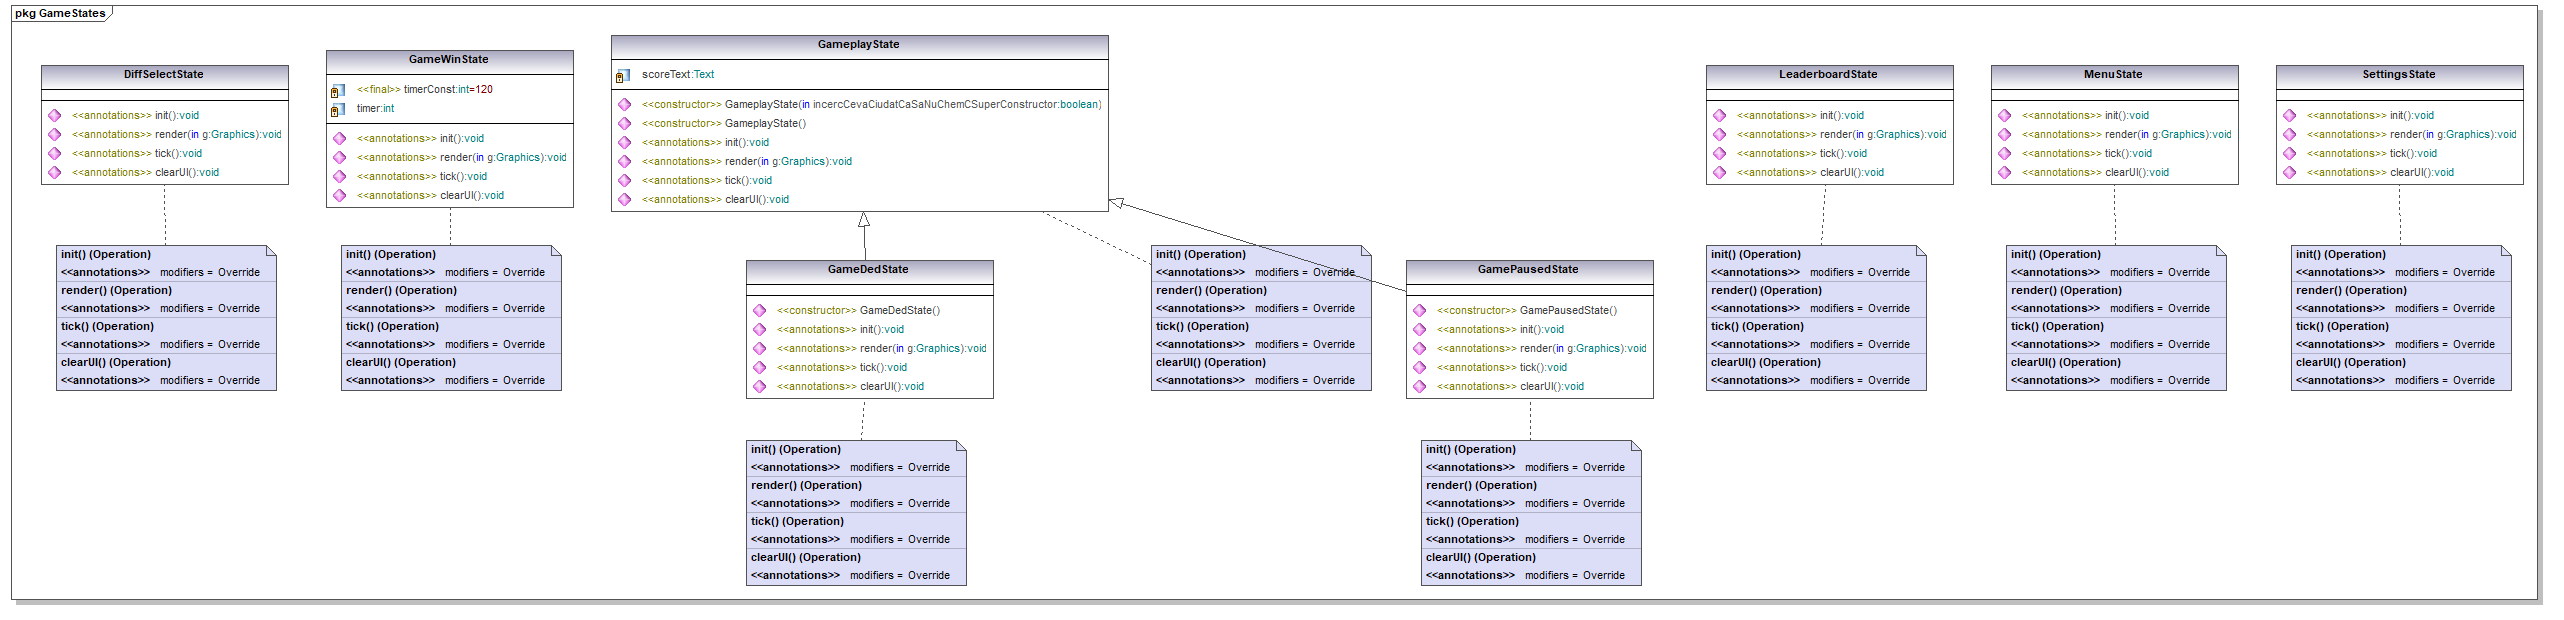 pkg GameStates
DiffSelectState
<<annotations>> init():void
<<annotations>> render(in g:Graphics):void
<<annotations>> tick():void
<<annotations>> clearUI():void
init() (Operation)
<<annotations>> modifiers = Override
render() (Operation)
<<annotations>> modifiers = Override
tick() (Operation)
<<annotations>> modifiers = Override
clearUI() (Operation)
<<annotations>> modifiers = Override
GameWinState
<<final>> timerConst:int=120
timer:int
<<annotations>> init():void
<<annotations>> render(in g:Graphics):void
<<annotations>> tick():void
<<annotations>> clearUI():void
init() (Operation)
<<annotations>> modifiers = Override
render() (Operation)
<<annotations>> modifiers = Override
tick() (Operation)
<<annotations>> modifiers = Override
clearUI() (Operation)
<<annotations>> modifiers = Override
GameplayState
scoreText:Text
<<constructor>> GameplayState(in incercCevaCiudatCaSaNuChemCSuperConstructor:boolean)
<<constructor>> GameplayState()
<<annotations>> init():void
<<annotations>> render(in g:Graphics):void
<<annotations>> tick():void
<<annotations>> clearUI():void
GameDedState
<<constructor>> GameDedState()
<<annotations>> init():void
<<annotations>> render(in g:Graphics):void
<<annotations>> tick():void
<<annotations>> clearUI():void
init() (Operation)
<<annotations>> modifiers = Override
render() (Operation)
<<annotations>> modifiers = Override
tick() (Operation)
<<annotations>> modifiers = Override
clearUI() (Operation)
<<annotations>> modifiers = Override
init() (Operation)
<<annotations>> modifiers = Override
render() (Operation)
<<annotations>> modifiers = Override
tick() (Operation)
<<annotations>> modifiers = Override
clearUI() (Operation)
<<annotations>> modifiers = Override
GamePausedState
<<constructor>> GamePausedState()
<<annotations>> init():void
<<annotations>> render(in g:Graphics):void
<<annotations>> tick():void
<<annotations>> clearUI():void
init() (Operation)
<<annotations>> modifiers = Override
render() (Operation)
<<annotations>> modifiers = Override
tick() (Operation)
<<annotations>> modifiers = Override
clearUI() (Operation)
<<annotations>> modifiers = Override
LeaderboardState
<<annotations>> init():void
<<annotations>> render(in g:Graphics):void
<<annotations>> tick():void
<<annotations>> clearUI():void
init() (Operation)
<<annotations>> modifiers = Override
render() (Operation)
<<annotations>> modifiers = Override
tick() (Operation)
<<annotations>> modifiers = Override
clearUI() (Operation)
<<annotations>> modifiers = Override
MenuState
<<annotations>> init():void
<<annotations>> render(in g:Graphics):void
<<annotations>> tick():void
<<annotations>> clearUI():void
init() (Operation)
<<annotations>> modifiers = Override
render() (Operation)
<<annotations>> modifiers = Override
tick() (Operation)
<<annotations>> modifiers = Override
clearUI() (Operation)
<<annotations>> modifiers = Override
SettingsState
<<annotations>> init():void
<<annotations>> render(in g:Graphics):void
<<annotations>> tick():void
<<annotations>> clearUI():void
init() (Operation)
<<annotations>> modifiers = Override
render() (Operation)
<<annotations>> modifiers = Override
tick() (Operation)
<<annotations>> modifiers = Override
clearUI() (Operation)
<<annotations>> modifiers = Override